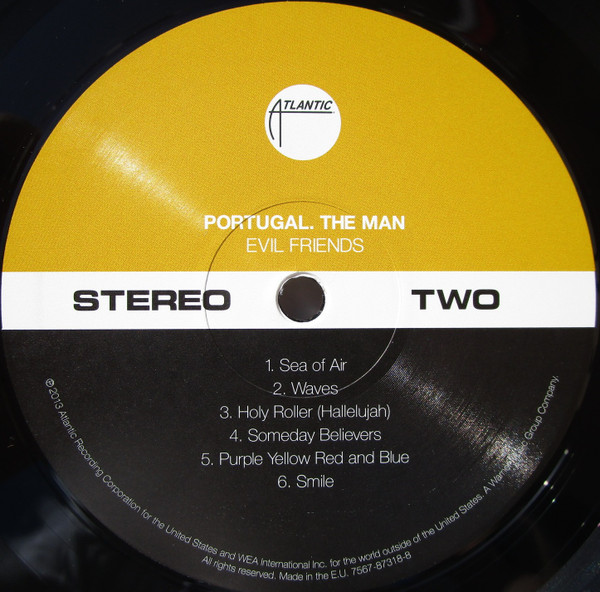 ATLANTIC
PORTUGAL. THE MAN
EVIL FRIENDS
STEREO
TWO
1. Sea of Air
2. Waves
3. Holy Roller (Hallelujah)
4. Someday Believers
5. Purple Yellow Red and Blue
6. Smile
℗ 2013 Atlantic Recording Corporation for the United States and WEA International Inc. for the world outside of the United States. A Warner Music Group Company.
All rights reserved. Made in the E.U. 7567-87318-8